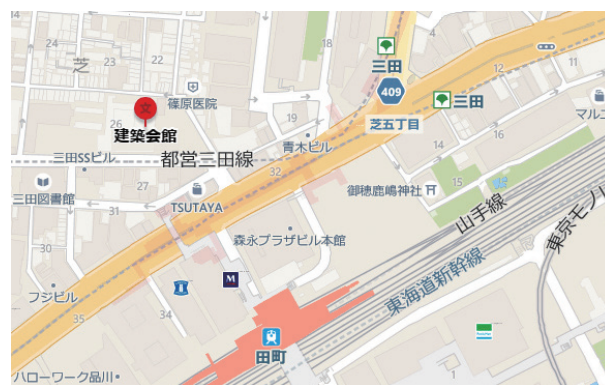 18
三田
12
11
芝
22
篠原医院
409
三田
文
26
建築会館
19
芝五丁目
マルエ
青木ビル
三田SSビル
都営三田線
32
三田図書館
TSUTAYA
御穂鹿嶋神社
15
14
27
31
山手線
東京モノ
30
森永プラザビル本館
東海道新幹線
M
フジビル
35
34
田町
1
ハローワーク品川